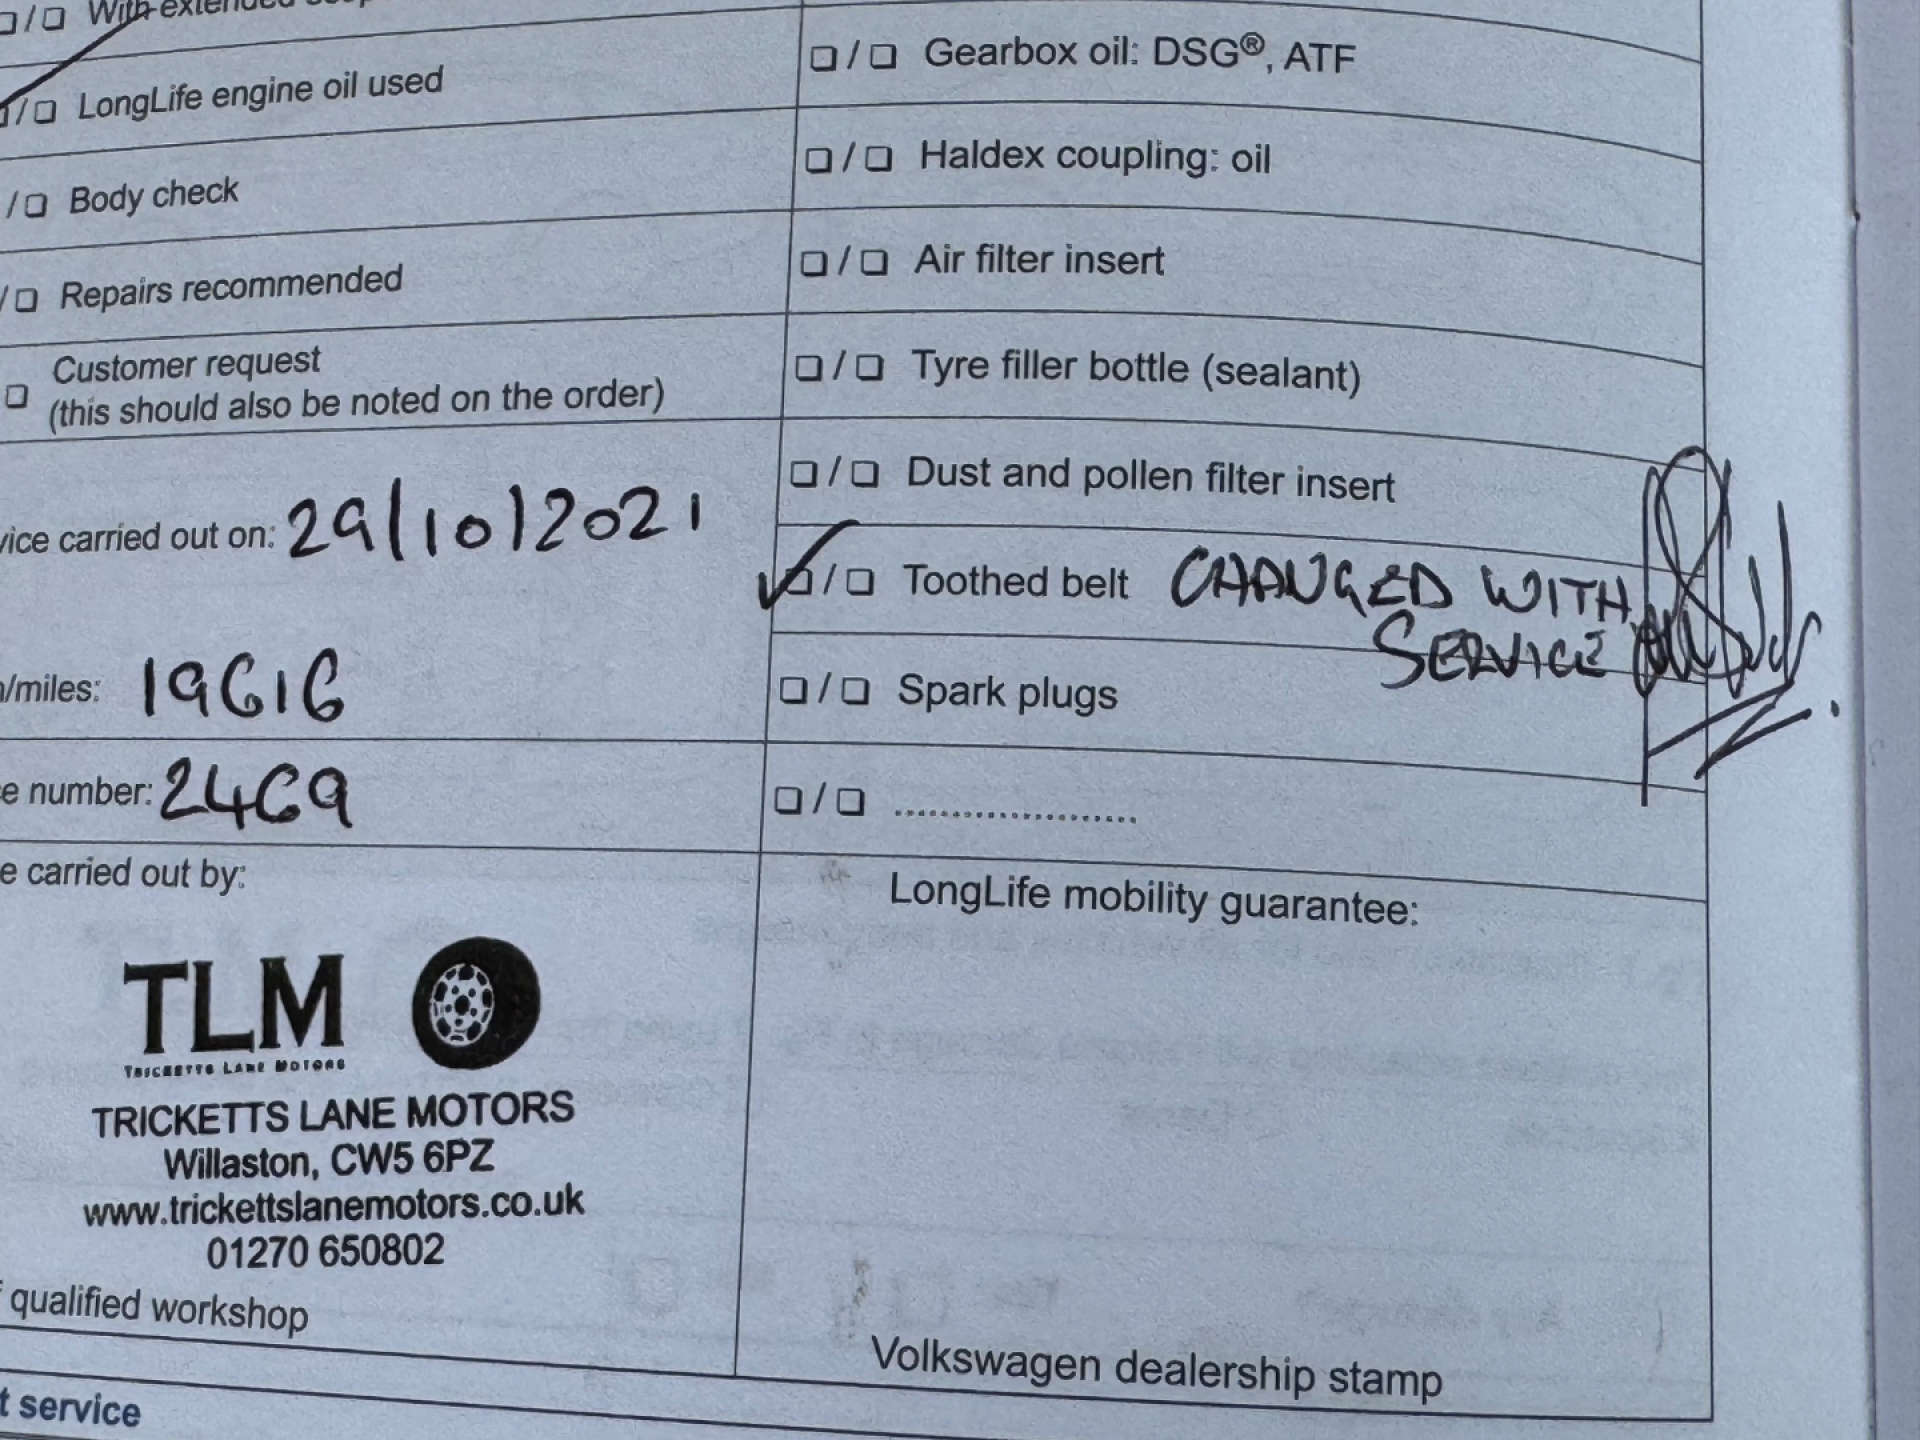 With extended
LongLife engine oil used
Body check
Repairs recommended
Customer request
(this should also be noted on the order)
vice carried out on: 29/10/2021
/miles: 19616
e number: 2469
e carried out by:
TLM
TRICKETTS LANE MOTORS
TRICKETTS LANE MOTORS
Willaston, CW5 6PZ
www.trickettslanemotors.co.uk
01270 650802
qualified workshop
t service
Gearbox oil: DSG®, ATF
Haldex coupling: oil
Air filter insert
Tyre filler bottle (sealant)
Dust and pollen filter insert
Toothed belt CHANGED WITH
SERVICE
Spark plugs
LongLife mobility guarantee:
Volkswagen dealership stamp